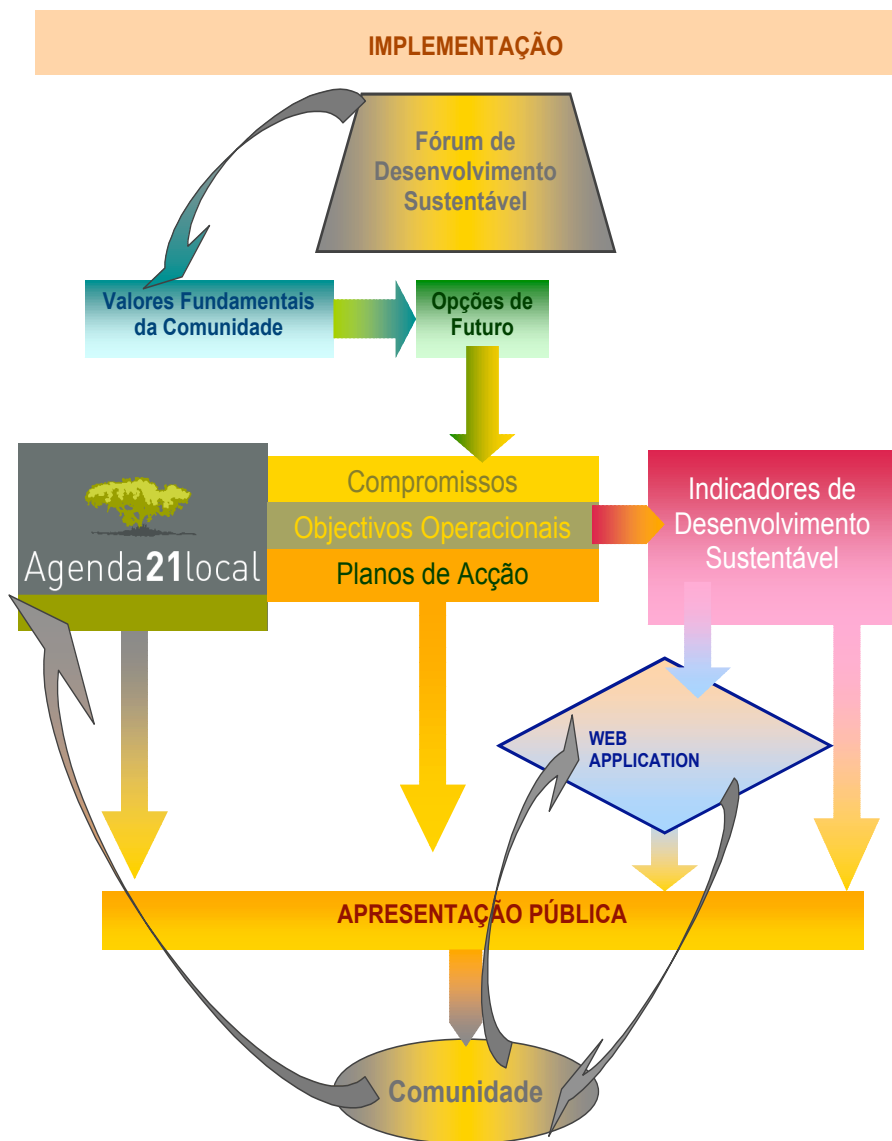 IMPLEMENTAÇÃO
Fórum de
Desenvolvimento
Sustentável
Valores Fundamentais
da Comunidade
Opções de
Futuro
Agenda21local
Compromissos
Objectivos Operacionais
Planos de Acção
Indicadores de
Desenvolvimento
Sustentável
WEB
APPLICATION
APRESENTAÇÃO PÚBLICA
Comunidade